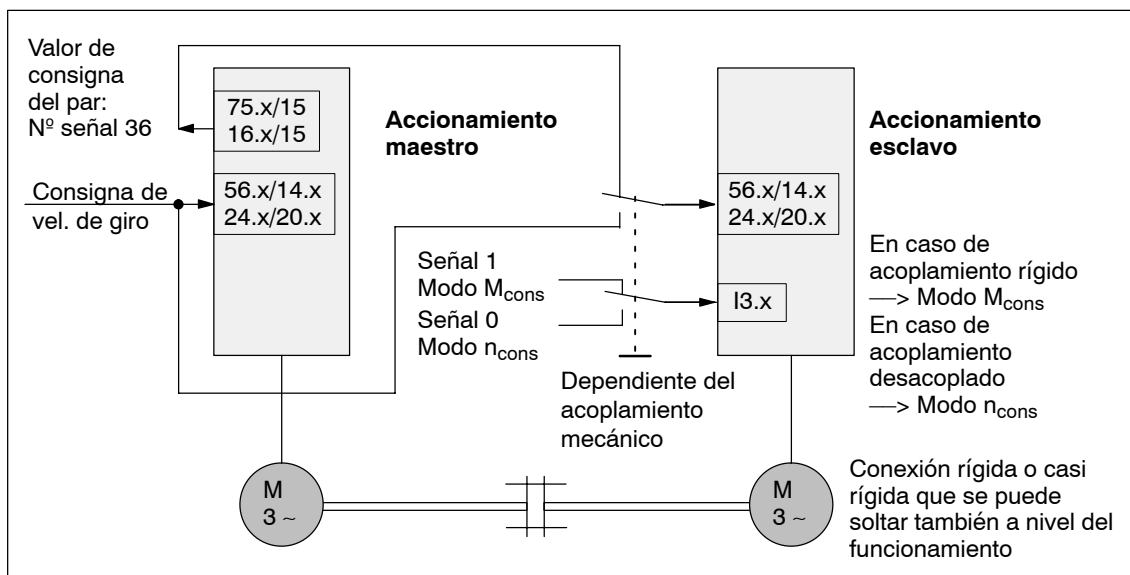 Valor de
consigna
del par:
Nº señal 36
75.x/15
16.x/15
Accionamiento
maestro
Accionamiento
esclavo
Consigna de
vel. de giro
56.x/14.x
24.x/20.x
56.x/14.x
24.x/20.x
Señal 1
Modo Mcons
Señal 0
Modo ncons
I3.x
En caso de
acoplamiento rígido
—> Modo Mcons
En caso de
acoplamiento
desacoplado
—> Modo ncons
Dependiente del
acoplamiento
mecánico
M
3 ~
M
3 ~
Conexión rígida o casi
rígida que se puede
soltar también a nivel del
funcionamiento